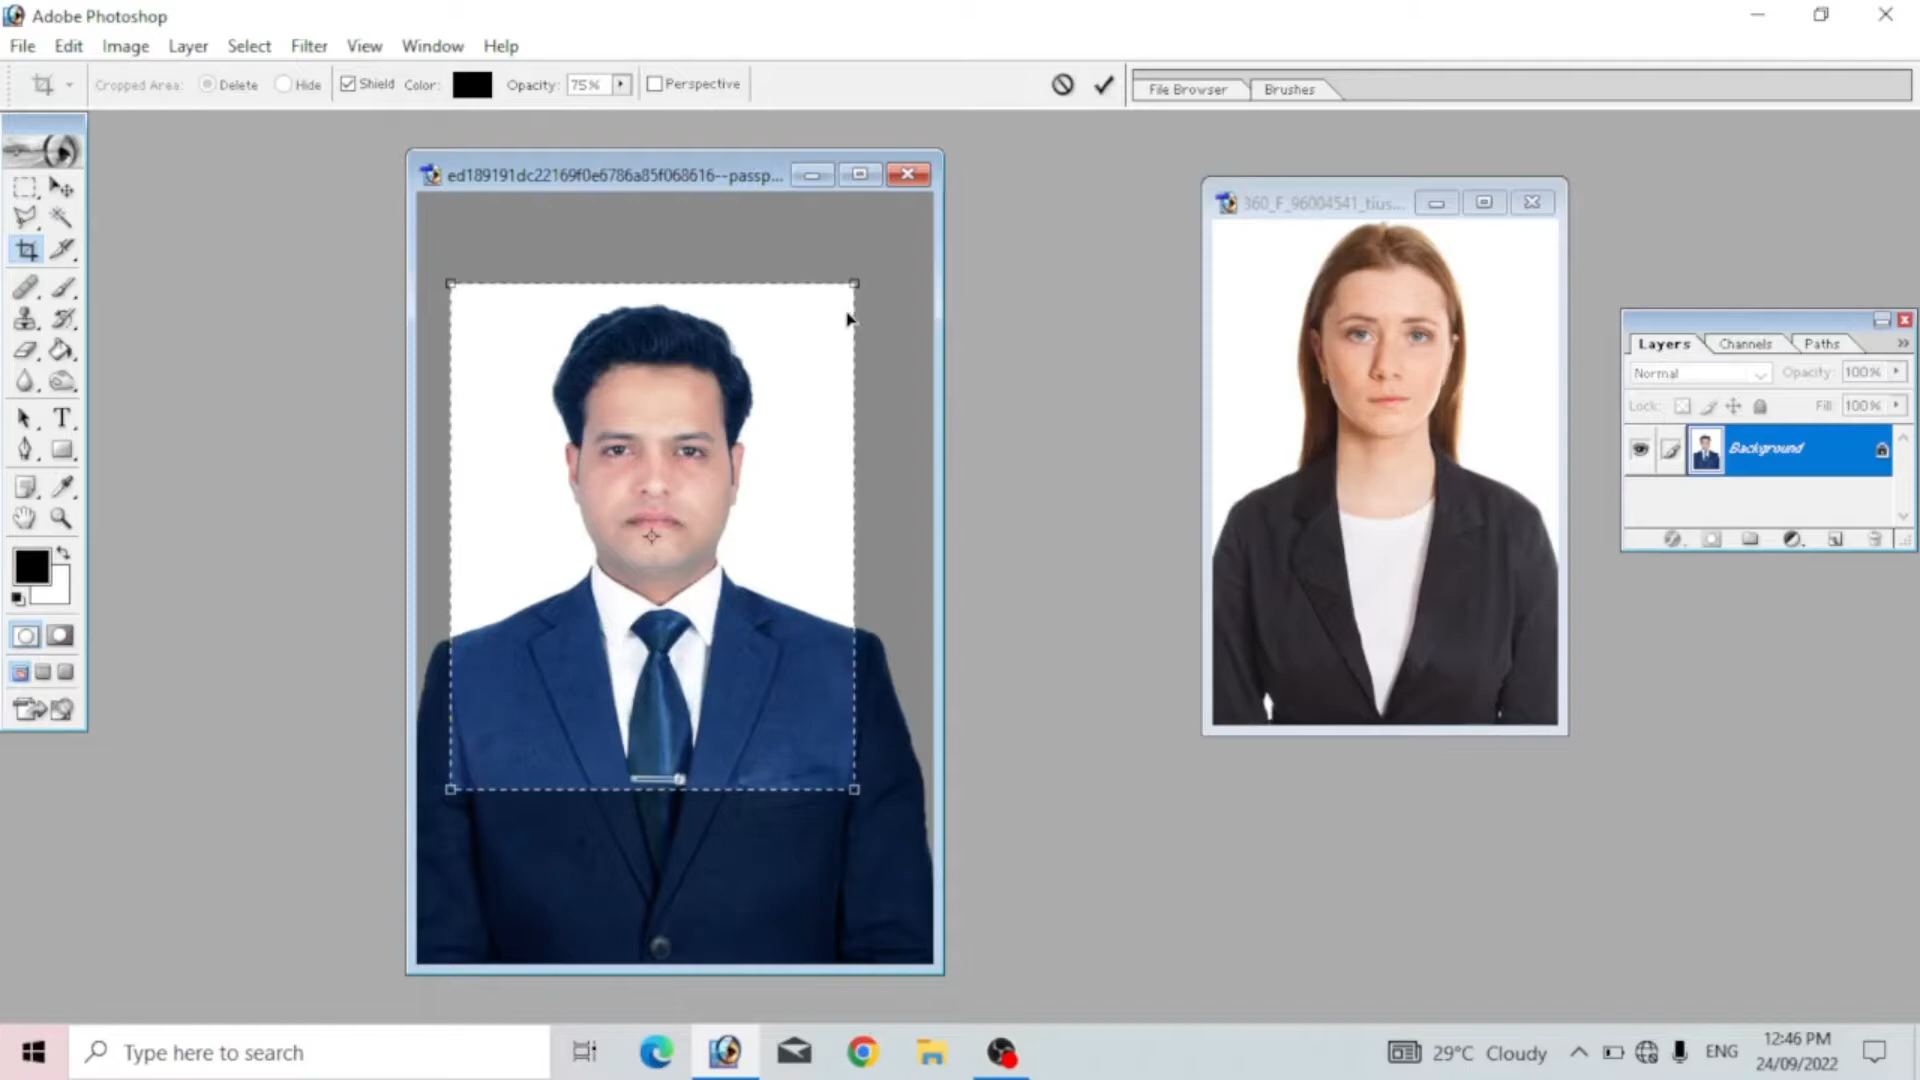 Adobe Photoshop
File Edit Image Layer Select Filter View Window Help
Cropped Area: Delete Hide Shield Color: Opacity: 75% Perspective
File Browser Brushes
ed189191dc22169f0e6786a85f068616--passp...
360_F_96004541_tius...
Layers Channels Paths
Normal Opacity: 100%
Lock: Fill: 100%
Background
T
Type here to search
29°C Cloudy
ENG
12:46 PM
24/09/2022